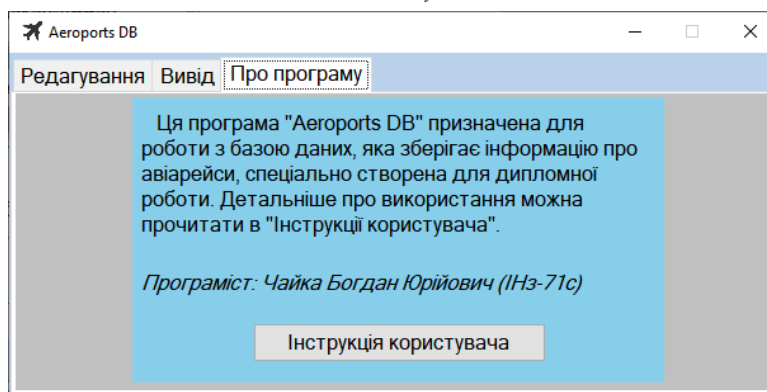 Aeroports DB
Редагування Вивід Про програму
Ця програма "Aeroports DB" призначена для
роботи з базою даних, яка зберігає інформацію про
авіарейси, спеціально створена для дипломної
роботи. Детальніше про використання можна
прочитати в "Інструкції користувача".
Програміст: Чайка Богдан Юрійович (ІНз-71с)
Інструкція користувача